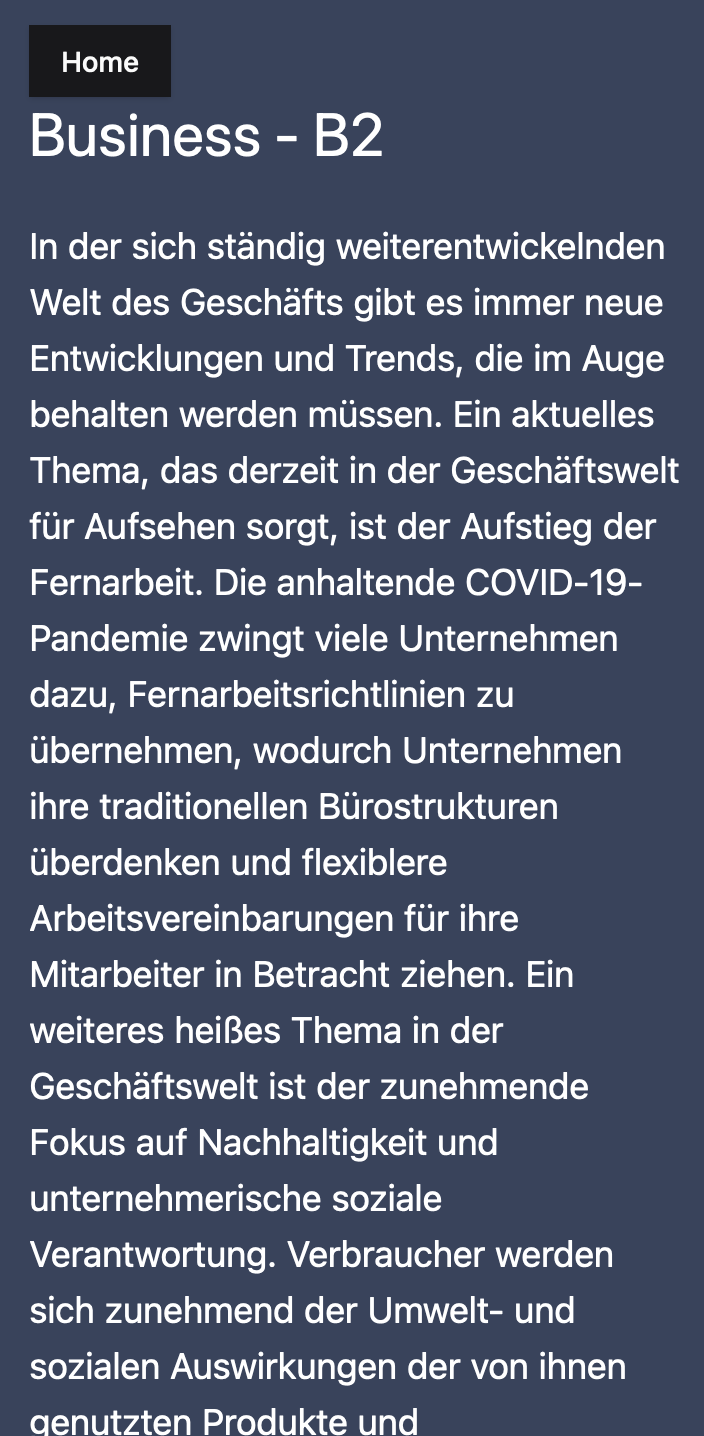 Home
Business - B2
In der sich ständig weiterentwickelnden
Welt des Geschäfts gibt es immer neue
Entwicklungen und Trends, die im Auge
behalten werden müssen. Ein aktuelles
Thema, das derzeit in der Geschäftswelt
für Aufsehen sorgt, ist der Aufstieg der
Fernarbeit. Die anhaltende COVID-19-
Pandemie zwingt viele Unternehmen
dazu, Fernarbeitsrichtlinien zu
übernehmen, wodurch Unternehmen
ihre traditionellen Bürostrukturen
überdenken und flexiblere
Arbeitsvereinbarungen für ihre
Mitarbeiter in Betracht ziehen. Ein
weiteres heißes Thema in der
Geschäftswelt ist der zunehmende
Fokus auf Nachhaltigkeit und
unternehmerische soziale
Verantwortung. Verbraucher werden
sich zunehmend der Umwelt- und
sozialen Auswirkungen der von ihnen
genutzten Produkte und